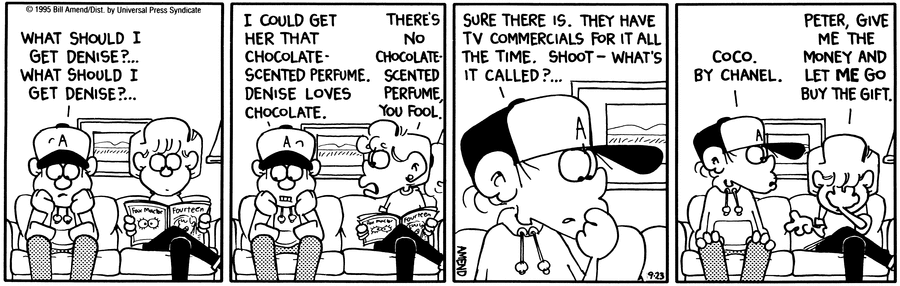 © 1995 Bill Amend/Dist. by Universal Press Syndicate
WHAT SHOULD I
GET DENISE?...
WHAT SHOULD I
GET DENISE?...
A
FOURTEEN
I COULD GET
HER THAT
CHOCOLATE-
SCENTED PERFUME.
DENISE LOVES
CHOCOLATE.
THERE'S
NO
CHOCOLATE-
SCENTED
PERFUME,
YOU FOOL.
A
FOURTEEN
SURE THERE IS. THEY HAVE
TV COMMERCIALS FOR IT ALL
THE TIME. SHOOT – WHAT'S
IT CALLED?...
A
AMEND
9-23
COCO.
BY CHANEL.
PETER, GIVE
ME THE
MONEY AND
LET ME GO
BUY THE GIFT.
A